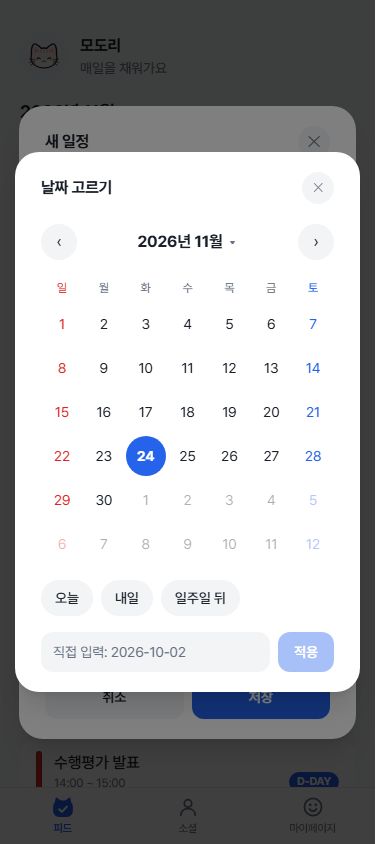 모도리
매일을 채워가요
새 일정
날짜 고르기
‹ 2026년 11월 ›
일 월 화 수 목 금 토
1 2 3 4 5 6 7
8 9 10 11 12 13 14
15 16 17 18 19 20 21
22 23 24 25 26 27 28
29 30 1 2 3 4 5
6 7 8 9 10 11 12
오늘 내일 일주일 뒤
직접 입력: 2026-10-02 적용
취소 저장
수행평가 발표
14:00 – 15:00 D-DAY
피드 소셜 마이페이지